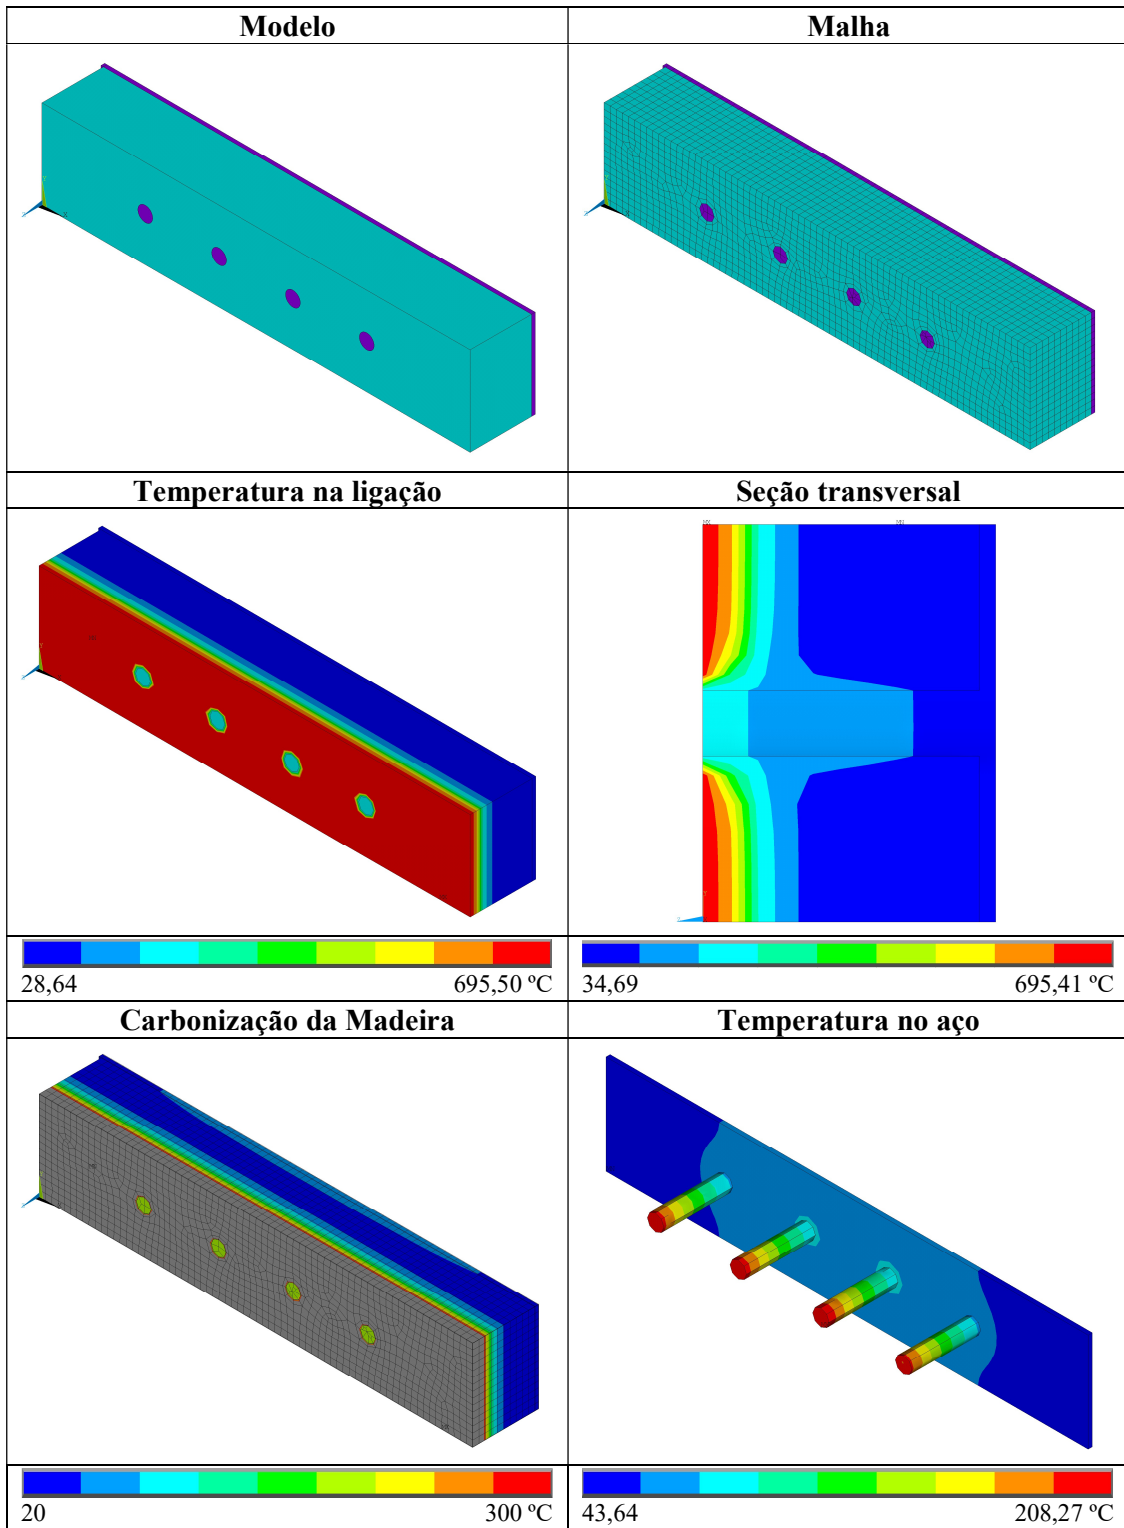 Modelo
Malha
Temperatura na ligação
Seção transversal
28,64
695,50 ºC
34,69
695,41 ºC
Carbonização da Madeira
Temperatura no aço
20
300 ºC
43,64
208,27 ºC